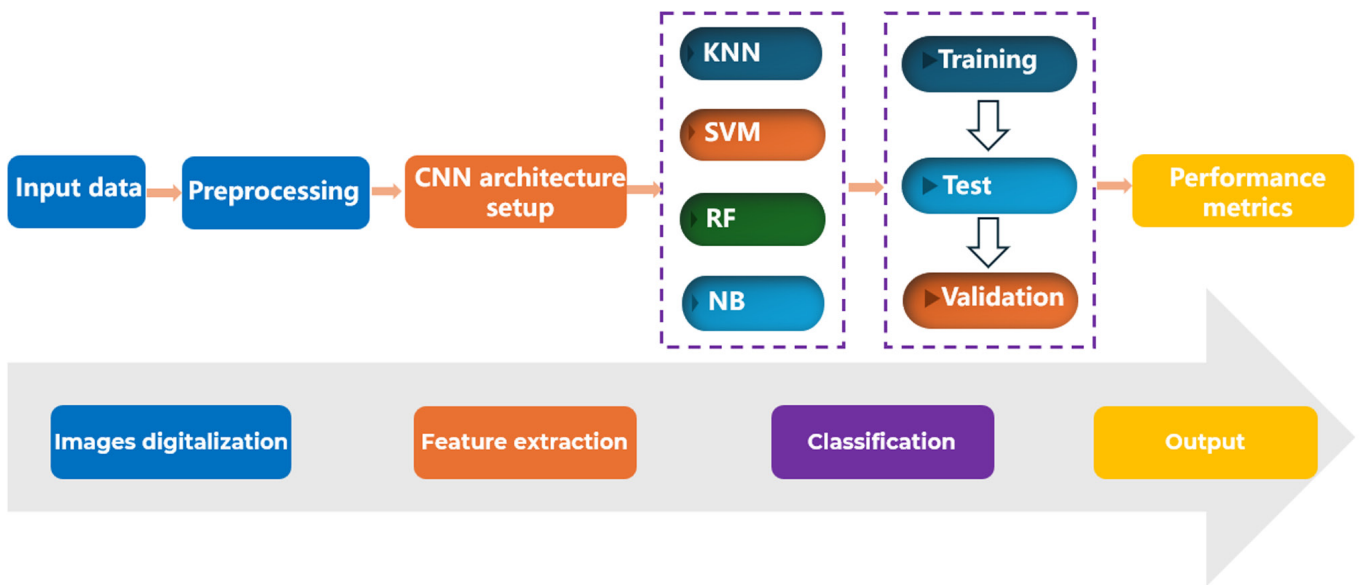 Input data
Preprocessing
CNN architecture
setup
KNN
SVM
RF
NB
Training
Test
Validation
Performance
metrics
Images digitalization
Feature extraction
Classification
Output